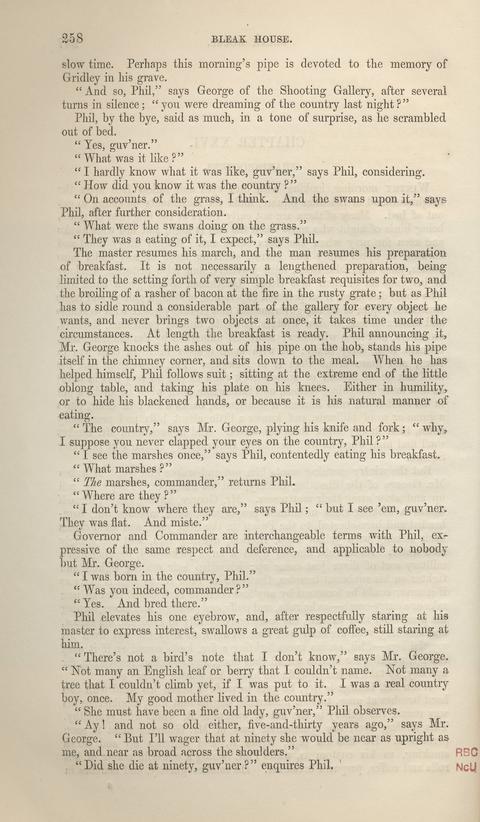 258 BLEAK HOUSE.
slow time. Perhaps this morning's pipe is devoted to the memory of
Gridley in his grave.
"And so, Phil," says George of the Shooting Gallery, after several
turns in silence; "you were dreaming of the country last night?"
Phil, by the bye, said as much, in a tone of surprise, as he scrambled
out of bed.
"Yes, guv'ner."
"What was it like?"
"I hardly know what it was like, guv'ner," says Phil, considering.
"How did you know it was the country?"
"On accounts of the grass, I think. And the swans upon it," says
Phil, after further consideration.
"What were the swans doing on the grass."
"They was a eating of it, I expect," says Phil.
The master resumes his march, and the man resumes his preparation
of breakfast. It is not necessarily a lengthened preparation, being
limited to the setting forth of very simple breakfast requisites for two, and
the broiling of a rasher of bacon at the fire in the rusty grate; but as Phil
has to sidle round a considerable part of the gallery for every object he
wants, and never brings two objects at once, it takes time under the
circumstances. At length the breakfast is ready. Phil announcing it,
Mr. George knocks the ashes out of his pipe on the hob, stands his pipe
itself in the chimney corner, and sits down to the meal. When he has
helped himself, Phil follows suit; sitting at the extreme end of the little
oblong table, and taking his plate on his knees. Either in humility,
or to hide his blackened hands, or because it is his natural manner of
eating.
"The country," says Mr. George, plying his knife and fork; "why,
I suppose you never clapped your eyes on the country, Phil?"
"I see the marshes once," says Phil, contentedly eating his breakfast.
"What marshes?"
"The marshes, commander," returns Phil.
"Where are they?"
"I don't know where they are," says Phil; "but I see 'em, guv'ner.
They was flat. And miste."
Governor and Commander are interchangeable terms with Phil, ex-
pressive of the same respect and deference, and applicable to nobody
but Mr. George.
"I was born in the country, Phil."
"Was you indeed, commander?"
"Yes. And bred there."
Phil elevates his one eyebrow, and, after respectfully staring at his
master to express interest, swallows a great gulp of coffee, still staring at
him.
"There's not a bird's note that I don't know," says Mr. George.
"Not many an English leaf or berry that I couldn't name. Not many a
tree that I couldn't climb yet, if I was put to it. I was a real country
boy, once. My good mother lived in the country."
"She must have been a fine old lady, guv'ner," Phil observes.
"Ay! and not so old either, five-and-thirty years ago," says Mr.
George. "But I'll wager that at ninety she would be near as upright as
me, and near as broad across the shoulders."
"Did she die at ninety, guv'ner?" enquires Phil.
RBC
NcU